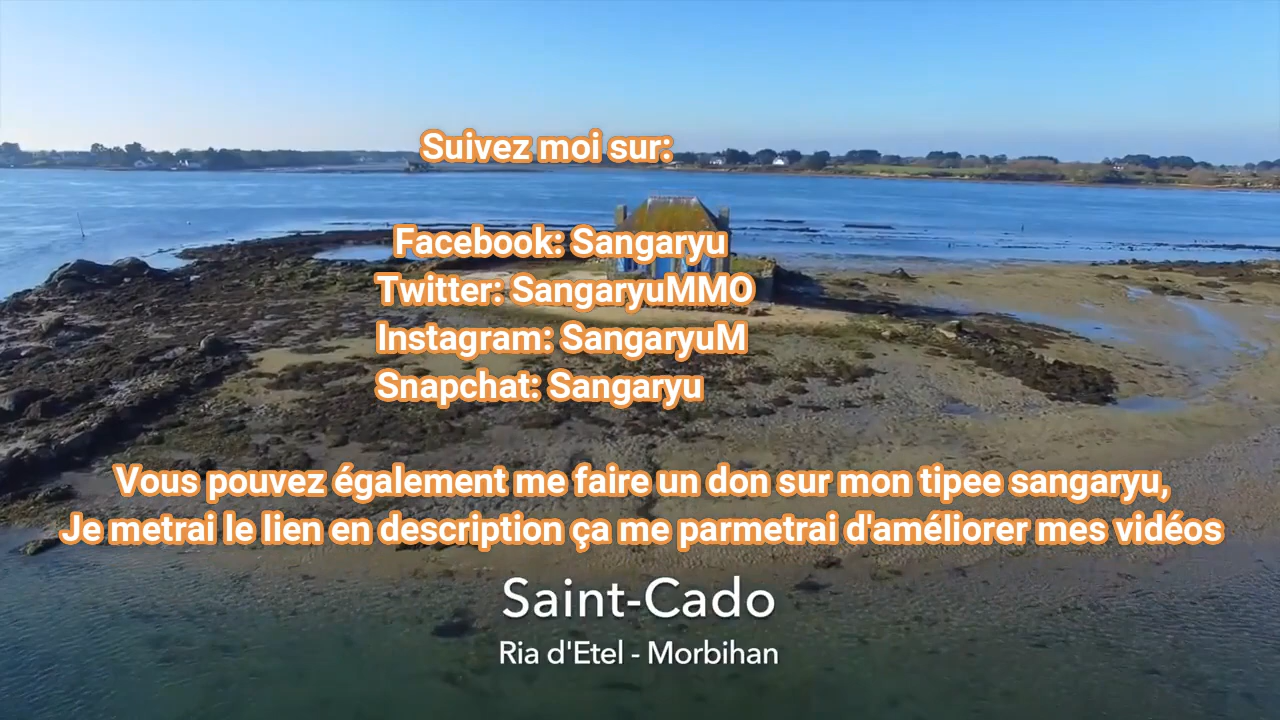 Suivez moi sur:
Facebook: Sangaryu
Twitter: SangaryuMMO
Instagram: SangaryuM
Snapchat: Sangaryu
Vous pouvez également me faire un don sur mon tipee sangaryu,
Je metrai le lien en description ça me parmetrai d'améliorer mes vidéos
Saint-Cado
Ria d'Etel - Morbihan